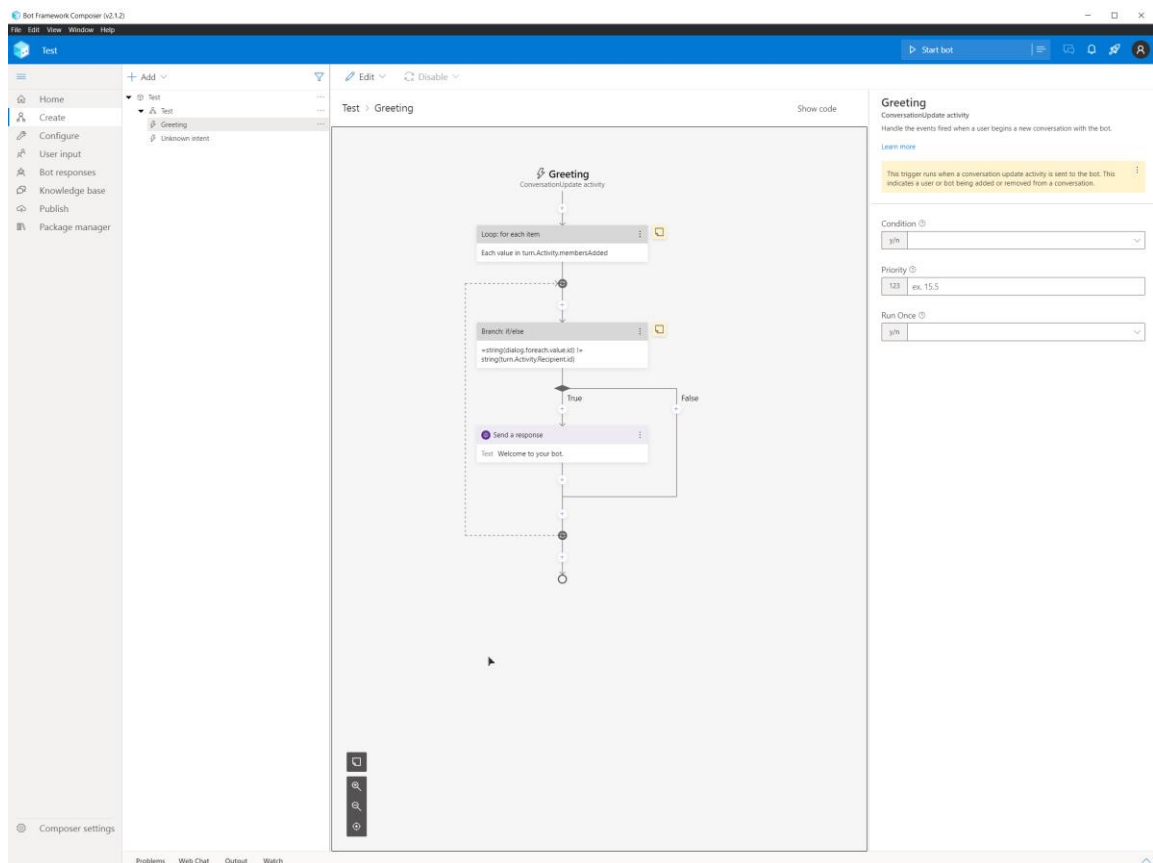 Bot Framework Composer (v2.1.2)
File Edit View Window Help
Test
Start bot
Add
Edit
Disable
Home
Create
Configure
User input
Bot responses
Knowledge base
Publish
Package manager
Composer settings
Test
Test
Greeting
Unknown intent
Test > Greeting
Show code
Greeting
ConversationUpdate activity
Loop: for each item
Each value in turn.Activity.membersAdded
Branch: if/else
=string(dialog.foreach.value.id) !=
string(turn.Activity.Recipient.id)
True
False
Send a response
Text Welcome to your bot.
Greeting
ConversationUpdate activity
Handle the events fired when a user begins a new conversation with the bot.
Learn more
This trigger runs when a conversation update activity is sent to the bot. This
indicates a user or bot being added or removed from a conversation.
Condition
y/n
Priority
123 ex. 15.5
Run Once
y/n
Problems Web Chat Output Watch